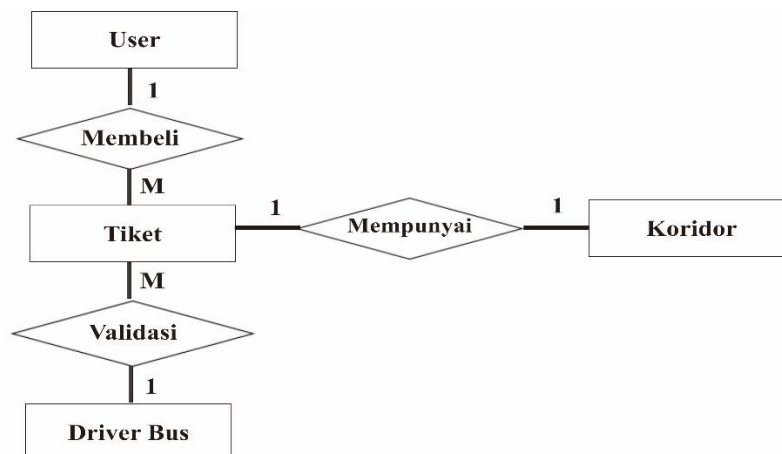 User
1
Membeli
M
Tiket
1
Mempunyai
1
Koridor
M
Validasi
1
Driver Bus